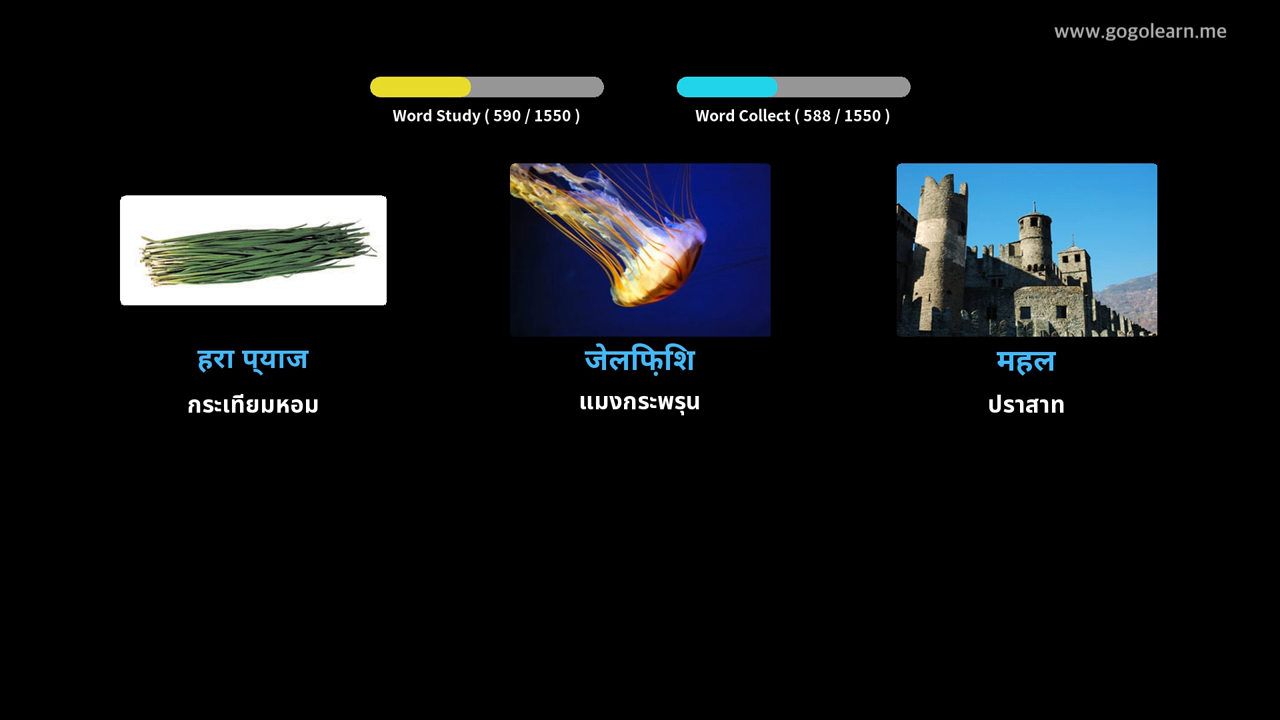 www.gogolearn.me
Word Study ( 590 / 1550 )
Word Collect ( 588 / 1550 )
हरा प्‌याज
जेलफ़िशि
महल
กระเทียมหอม
แมงกระพรุน
ปราสาท